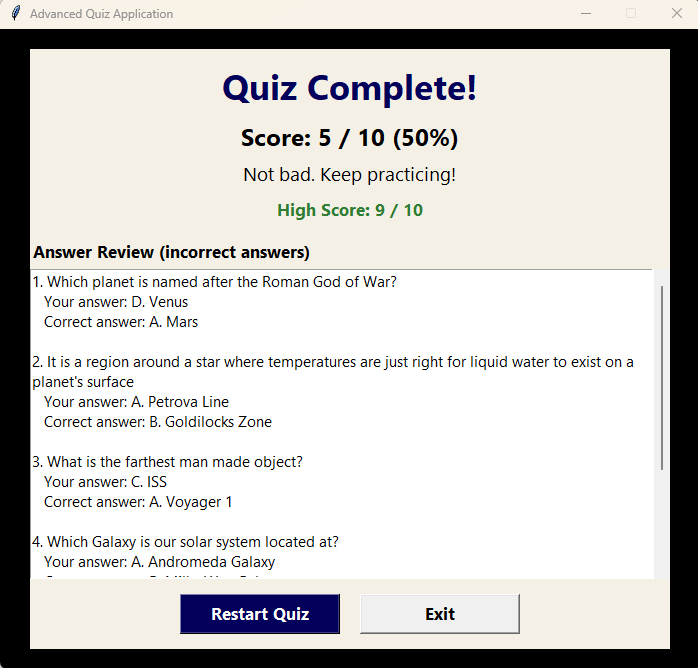 Advanced Quiz Application
Quiz Complete!
Score: 5 / 10 (50%)
Not bad. Keep practicing!
High Score: 9 / 10
Answer Review (incorrect answers)
1. Which planet is named after the Roman God of War?
Your answer: D. Venus
Correct answer: A. Mars
2. It is a region around a star where temperatures are just right for liquid water to exist on a
planet's surface
Your answer: A. Petrova Line
Correct answer: B. Goldilocks Zone
3. What is the farthest man made object?
Your answer: C. ISS
Correct answer: A. Voyager 1
4. Which Galaxy is our solar system located at?
Your answer: A. Andromeda Galaxy
Restart Quiz
Exit